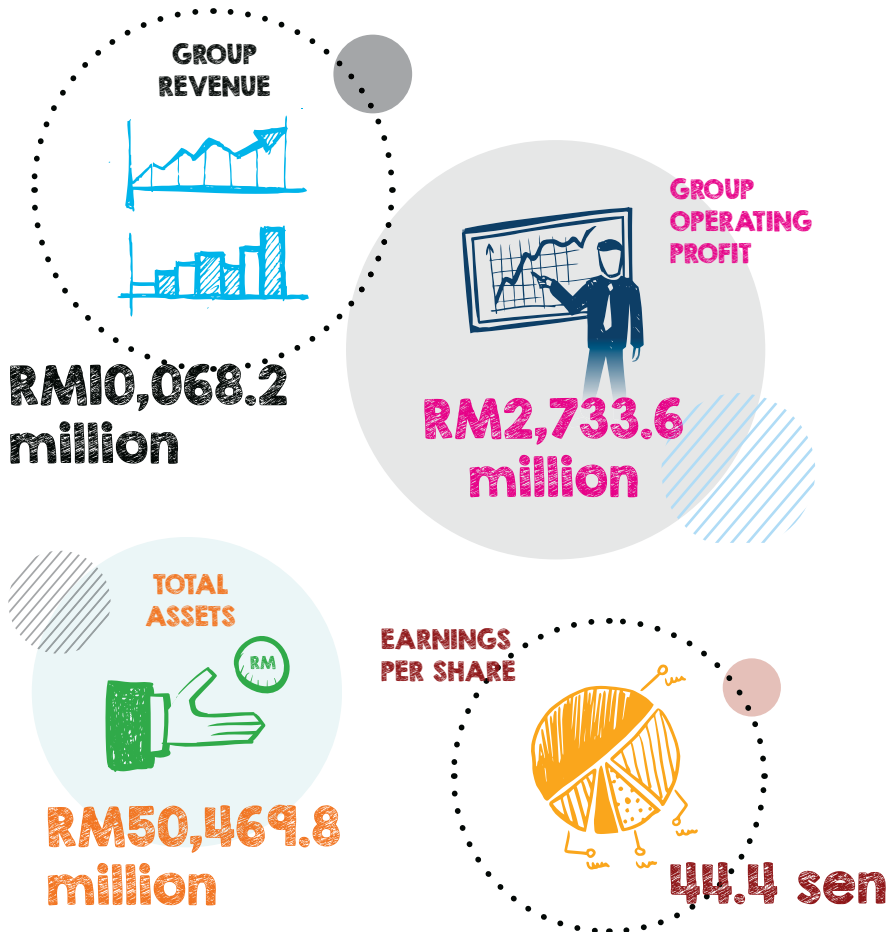 GROUP
REVENUE
RM10,068.2
million
GROUP
OPERATING
PROFIT
RM2,733.6
million
TOTAL
ASSETS
RM
RM50,469.8
million
EARNINGS
PER SHARE
44.4 sen